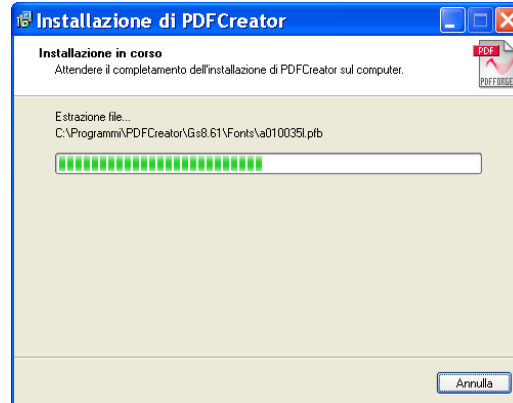 Installazione di PDFCreator
Installazione in corso
Attendere il completamento dell'installazione di PDFCreator sul computer.
PDF
PDFFORGE
Estrazione file...
C:\Programmi\PDFCreator\Gs8.61\Fonts\a010035l.pfb
Annulla